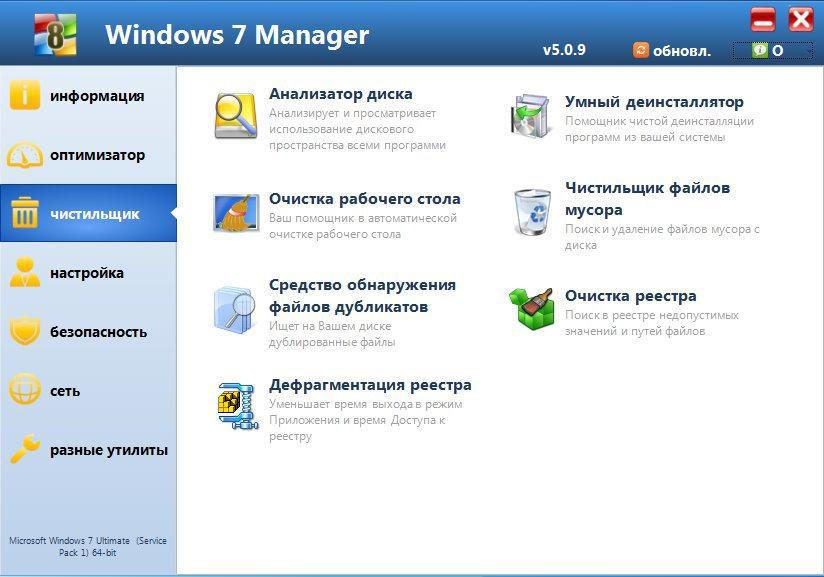 8
Windows 7 Manager
v5.0.9
обновл.
О
информация
оптимизатор
чистильщик
настройка
безопасность
сеть
разные утилиты
Microsoft Windows 7 Ultimate (Service
Pack 1) 64-bit
Анализатор диска
Анализирует и просматривает
использование дискового
пространства всеми программи
Умный деинсталлятор
Помощник чистой деинсталляции
программ из вашей системы
Очистка рабочего стола
Ваш помощник в автоматической
очистке рабочего стола
Чистильщик файлов
мусора
Поиск и удаление файлов мусора с
диска
Средство обнаружения
файлов дубликатов
Ищет на Вашем диске
дублированные файлы
Очистка реестра
Поиск в реестре недопустимых
значений и путей файлов
Дефрагментация реестра
Уменьшает время выхода в режим
Приложения и время Доступа к
реестру